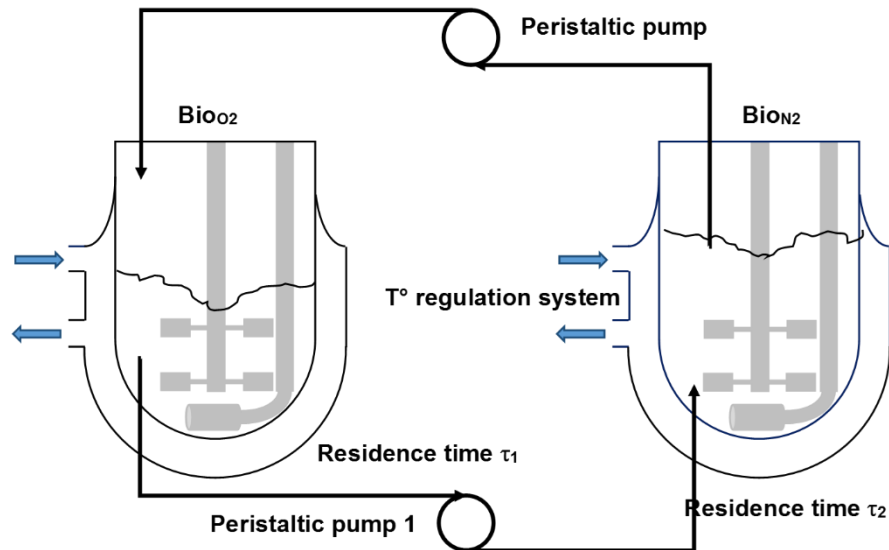 Peristaltic pump
BioO2
BioN2
T° regulation system
Residence time τ1
Residence time τ2
Peristaltic pump 1